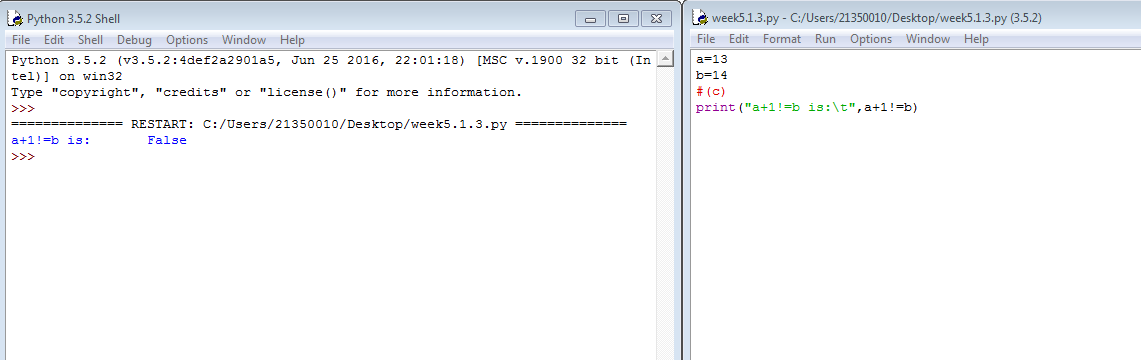 Python 3.5.2 Shell
File Edit Shell Debug Options Window Help
Python 3.5.2 (v3.5.2:4def2a2901a5, Jun 25 2016, 22:01:18) [MSC v.1900 32 bit (In
tel)] on win32
Type "copyright", "credits" or "license()" for more information.
>>>
============== RESTART: C:/Users/21350010/Desktop/week5.1.3.py ==============
a+1!=b is:	False
>>>
week5.1.3.py - C:/Users/21350010/Desktop/week5.1.3.py (3.5.2)
File Edit Format Run Options Window Help
a=13
b=14
#(c)
print("a+1!=b is:\t",a+1!=b)